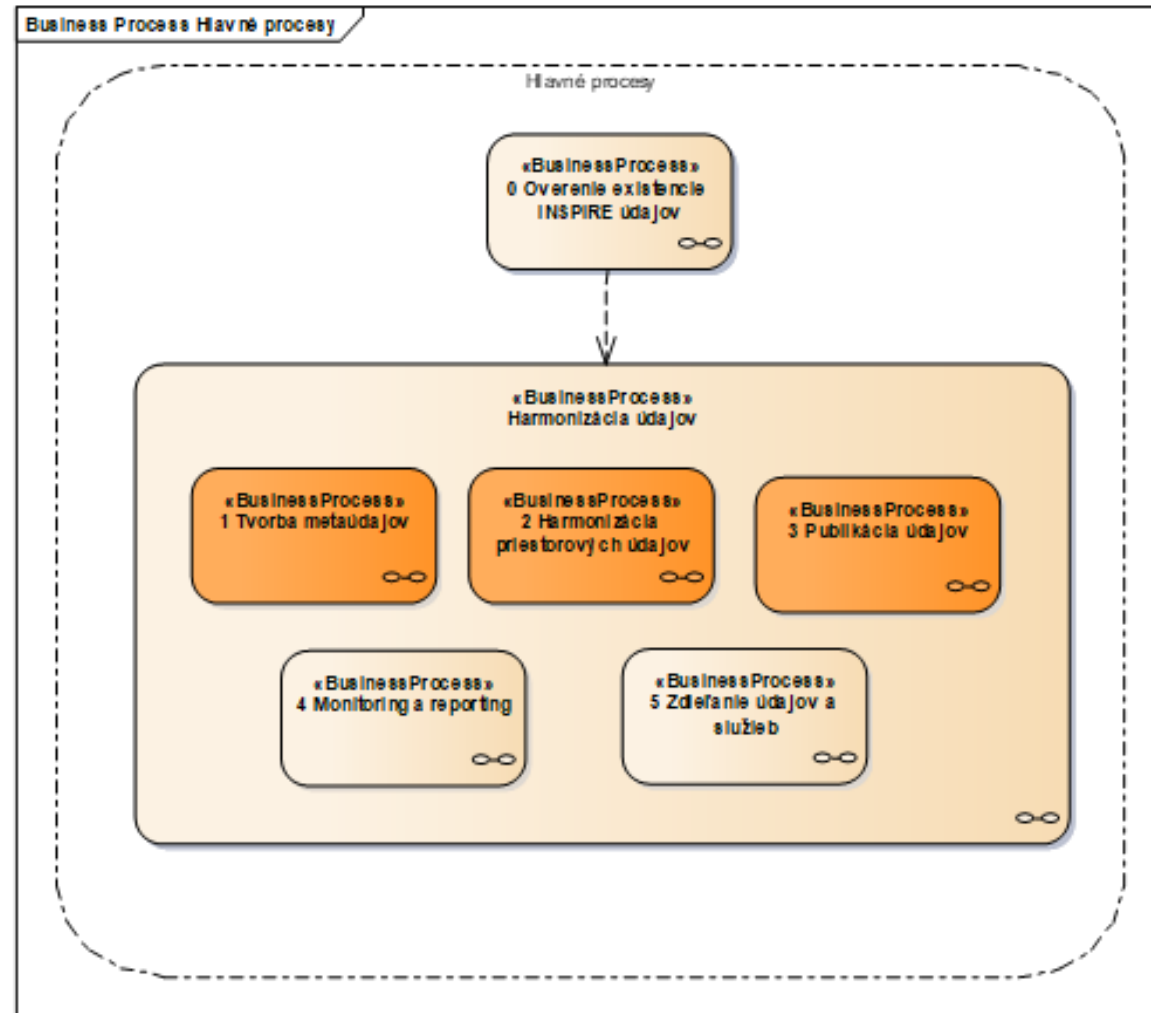 Business Process Hlavné procesy
Hlavné procesy
«BusinessProcess»
0 Overenie existencie
INSPIRE údajov
«BusinessProcess»
Harmonizácia údajov
«BusinessProcess»
1 Tvorba metaúdajov
«BusinessProcess»
2 Harmonizácia
priestorových údajov
«BusinessProcess»
3 Publikácia údajov
«BusinessProcess»
4 Monitoring a reporting
«BusinessProcess»
5 Zdieľanie údajov a
služieb